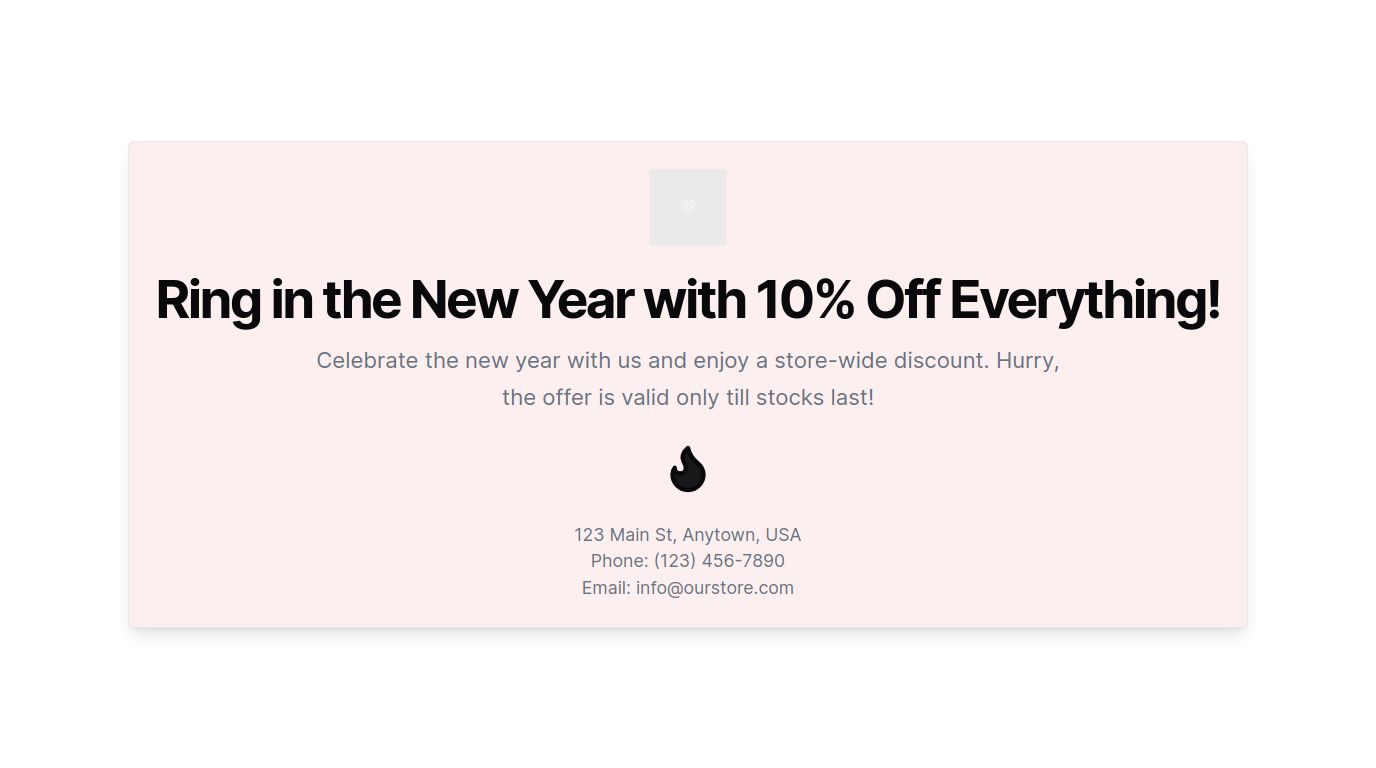 Ring in the New Year with 10% Off Everything!
Celebrate the new year with us and enjoy a store-wide discount. Hurry,
the offer is valid only till stocks last!
123 Main St, Anytown, USA
Phone: (123) 456-7890
Email: info@ourstore.com